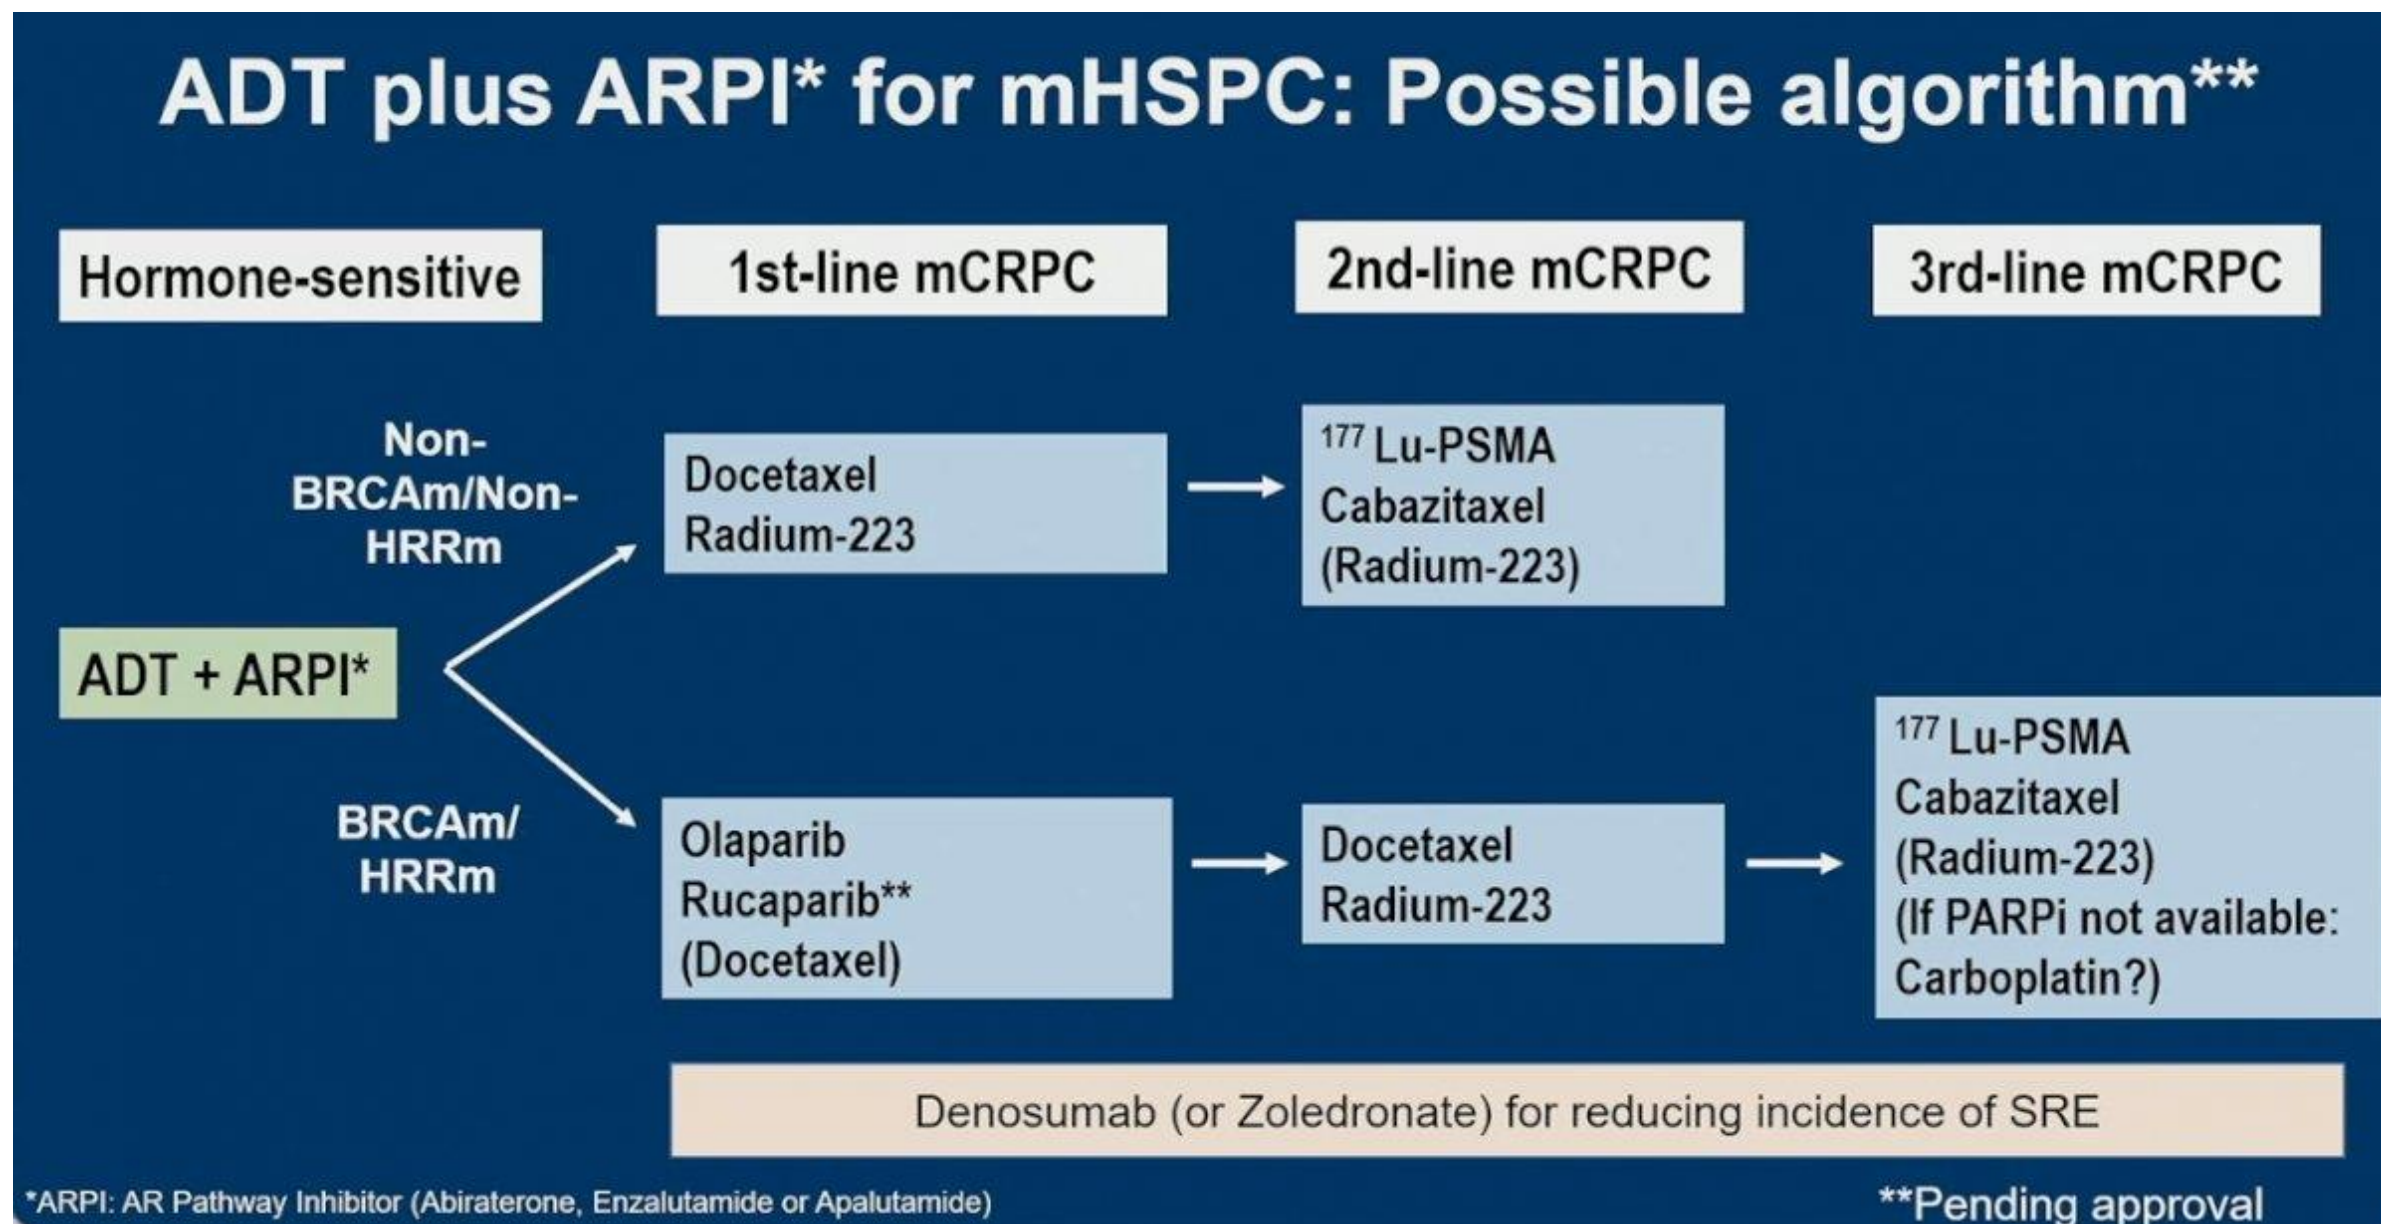 ADT plus ARPI* for mHSPC: Possible algorithm**
Hormone-sensitive
1st-line mCRPC
2nd-line mCRPC
3rd-line mCRPC
Non-
BRCAm/Non-
HRRm
Docetaxel
Radium-223
177 Lu-PSMA
Cabazitaxel
(Radium-223)
ADT + ARPI*
BRCAm/
HRRm
Olaparib
Rucaparib**
(Docetaxel)
Docetaxel
Radium-223
177 Lu-PSMA
Cabazitaxel
(Radium-223)
(If PARPi not available:
Carboplatin?)
Denosumab (or Zoledronate) for reducing incidence of SRE
*ARPI: AR Pathway Inhibitor (Abiraterone, Enzalutamide or Apalutamide)
**Pending approval